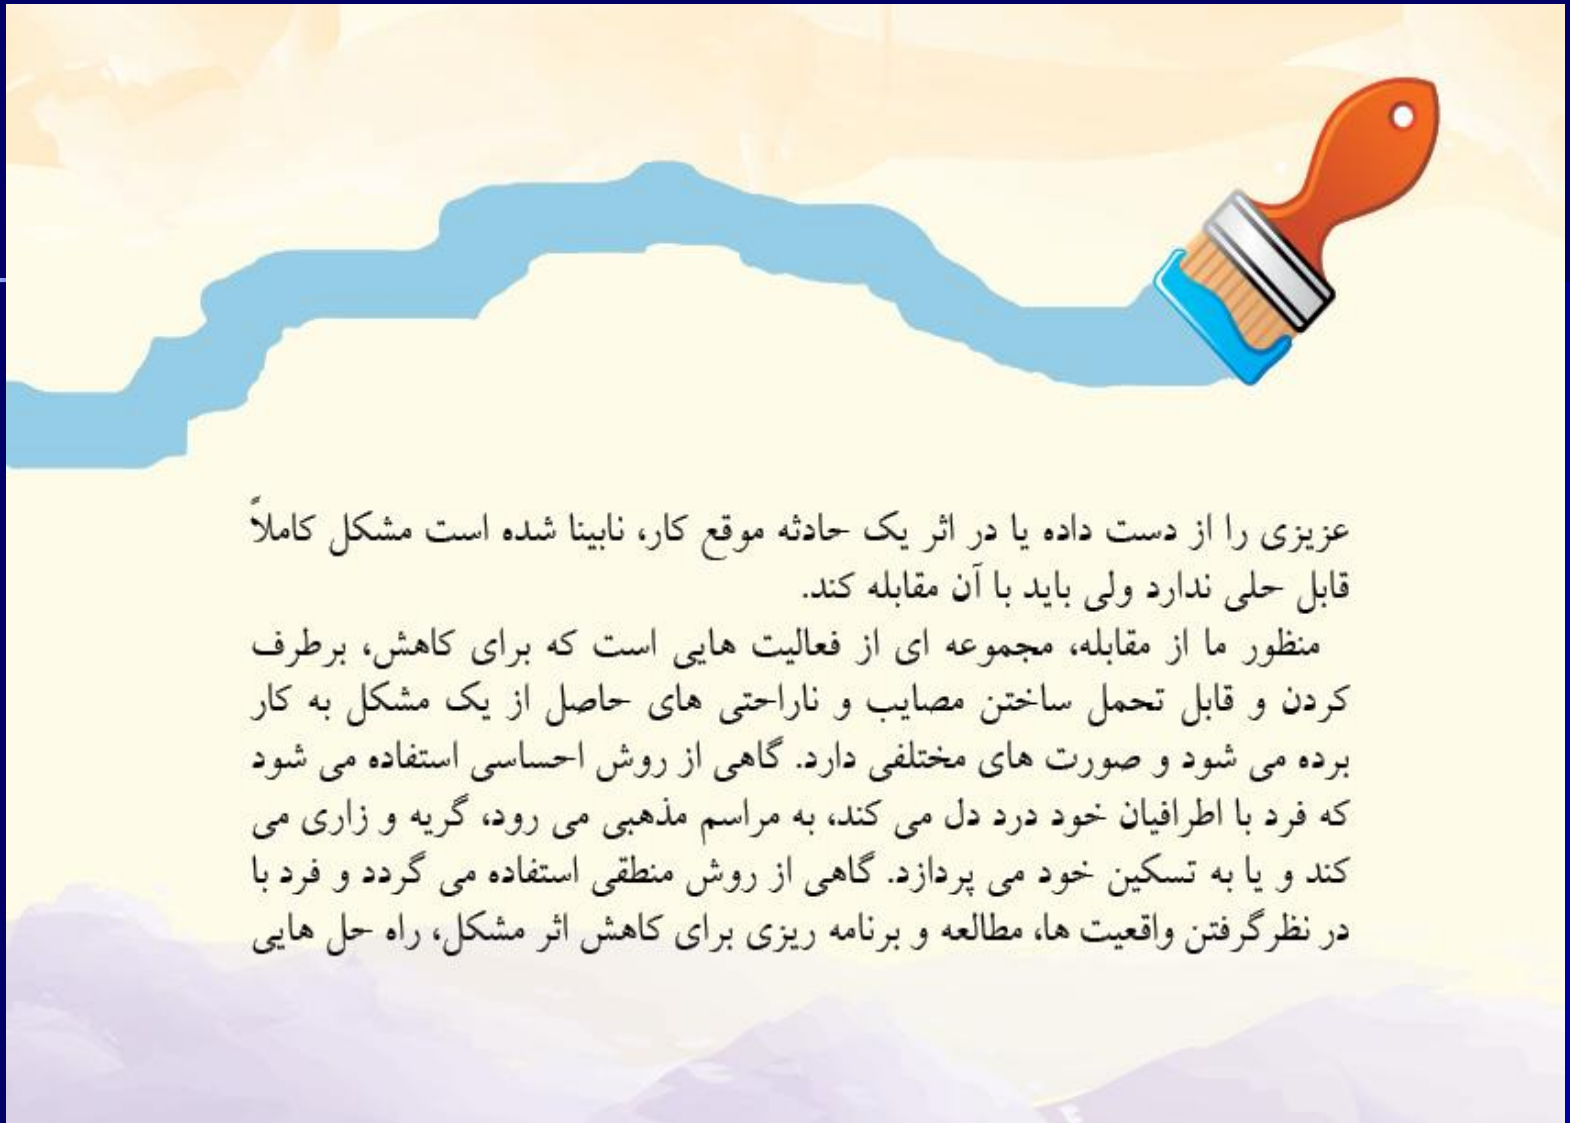 عزیزی را از دست داده یا در اثر یک حادثه موقع کار، نابینا شده است مشکل کاملاً
قابل حلی ندارد ولی باید با آن مقابله کند.
منظور ما از مقابله، مجموعه ای از فعالیت هایی است که برای کاهش، برطرف
کردن و قابل تحمل ساختن مصایب و ناراحتی های حاصل از یک مشکل به کار
برده می شود و صورت های مختلفی دارد. گاهی از روش احساسی استفاده می شود
که فرد با اطرافیان خود درد دل می کند، به مراسم مذهبی می رود، گریه و زاری می
کند و یا به تسکین خود می پردازد. گاهی از روش منطقی استفاده می گردد و فرد با
در نظرگرفتن واقعیت ها، مطالعه و برنامه ریزی برای کاهش اثر مشکل، راه حل هایی